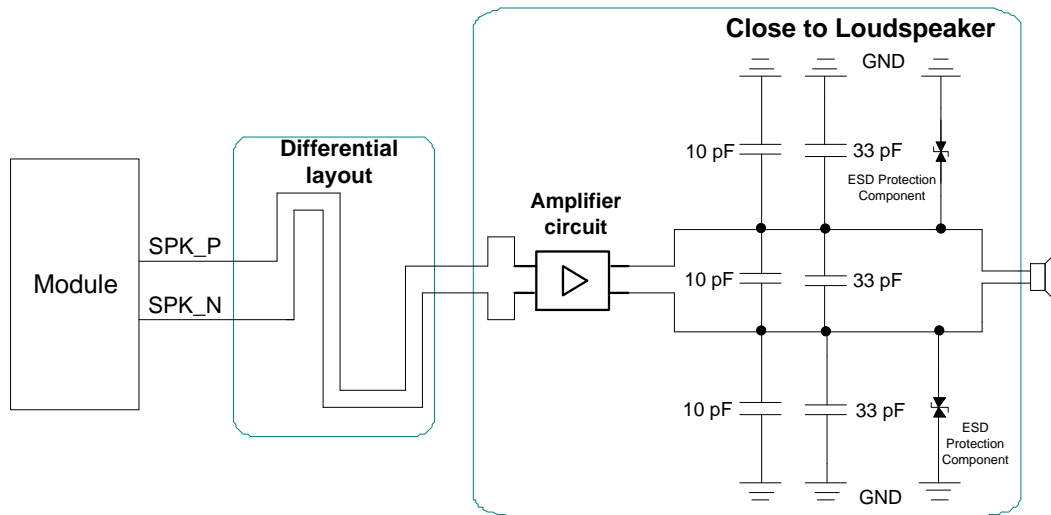 Close to Loudspeaker
GND
10 pF
33 pF
ESD Protection
Component
Differential
layout
Amplifier
circuit
SPK_P
Module
SPK_N
10 pF
33 pF
10 pF
33 pF
ESD
Protection
Component
GND